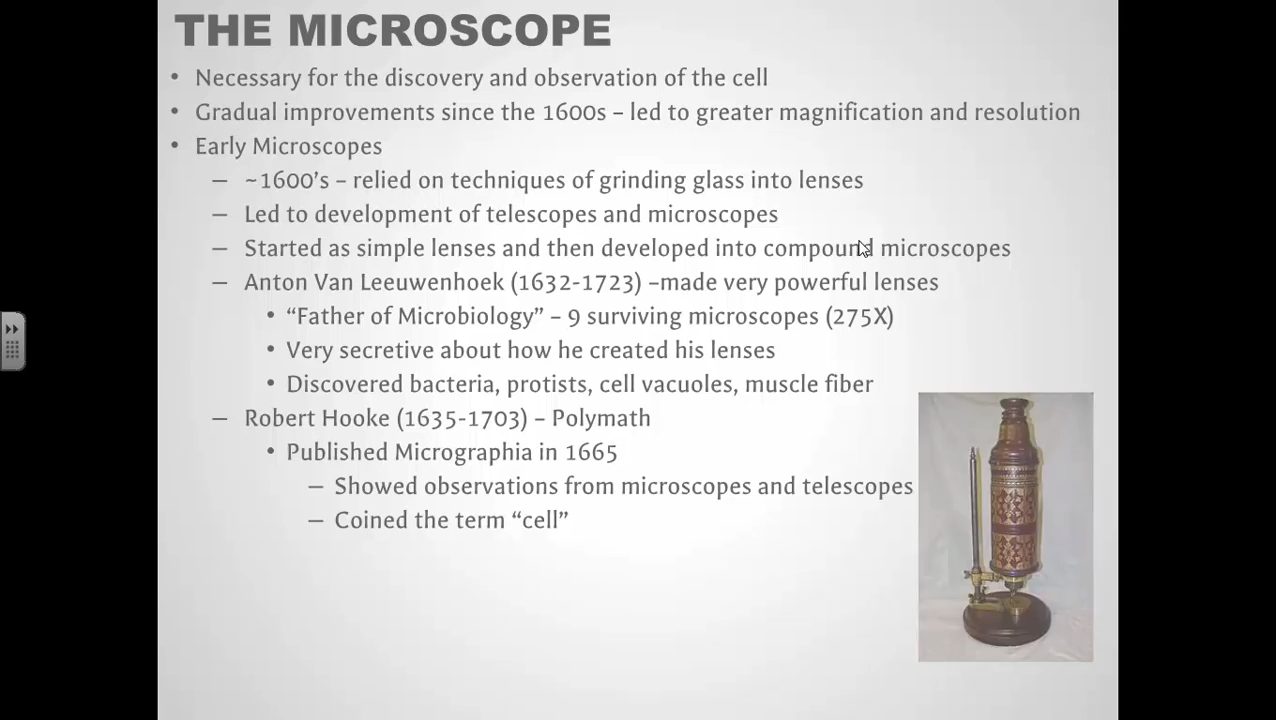 THE MICROSCOPE
• Necessary for the discovery and observation of the cell
• Gradual improvements since the 1600s – led to greater magnification and resolution
• Early Microscopes
– ~1600’s – relied on techniques of grinding glass into lenses
– Led to development of telescopes and microscopes
– Started as simple lenses and then developed into compound microscopes
– Anton Van Leeuwenhoek (1632-1723) –made very powerful lenses
• “Father of Microbiology” – 9 surviving microscopes (275X)
• Very secretive about how he created his lenses
• Discovered bacteria, protists, cell vacuoles, muscle fiber
– Robert Hooke (1635-1703) – Polymath
• Published Micrographia in 1665
– Showed observations from microscopes and telescopes
– Coined the term “cell”